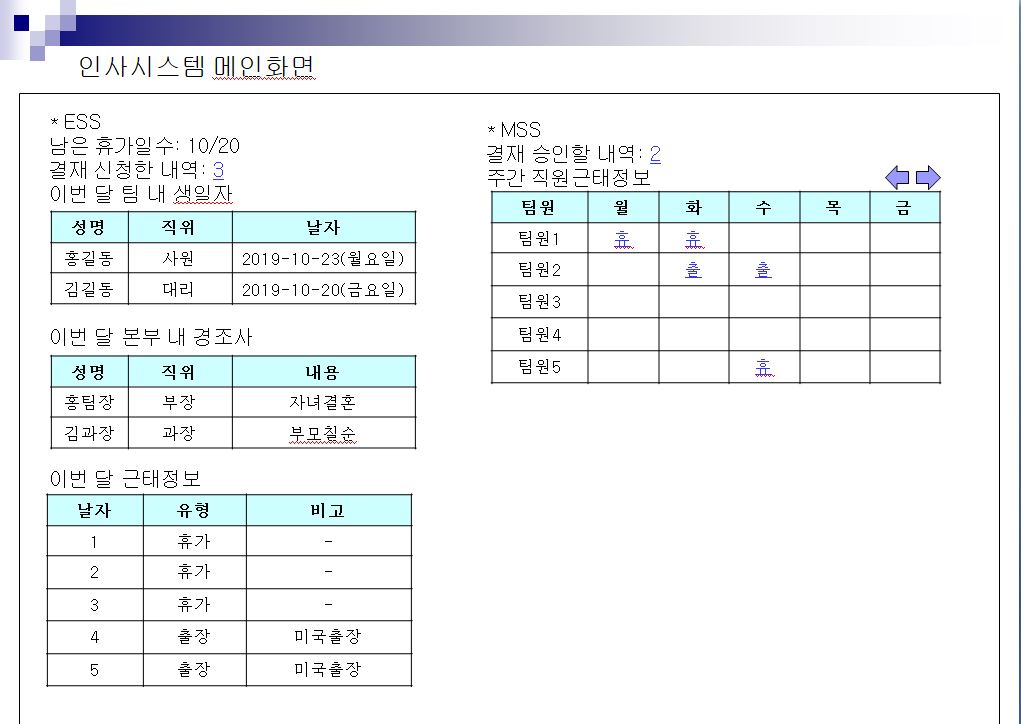 인사시스템 메인화면
* ESS
남은 휴가일수: 10/20
결재 신청한 내역: 3
이번 달 팀 내 생일자
성명 직위 날자
홍길동 사원 2019-10-23(월요일)
김길동 대리 2019-10-20(금요일)
이번 달 본부 내 경조사
성명 직위 내용
홍팀장 부장 자녀결혼
김과장 과장 부모칠순
이번 달 근태정보
날자 유형 비고
1 휴가 -
2 휴가 -
3 휴가 -
4 출장 미국출장
5 출장 미국출장
* MSS
결재 승인할 내역: 2
주간 직원근태정보
팀원 월 화 수 목 금
팀원1 휴 휴
팀원2 출 출
팀원3
팀원4
팀원5 휴